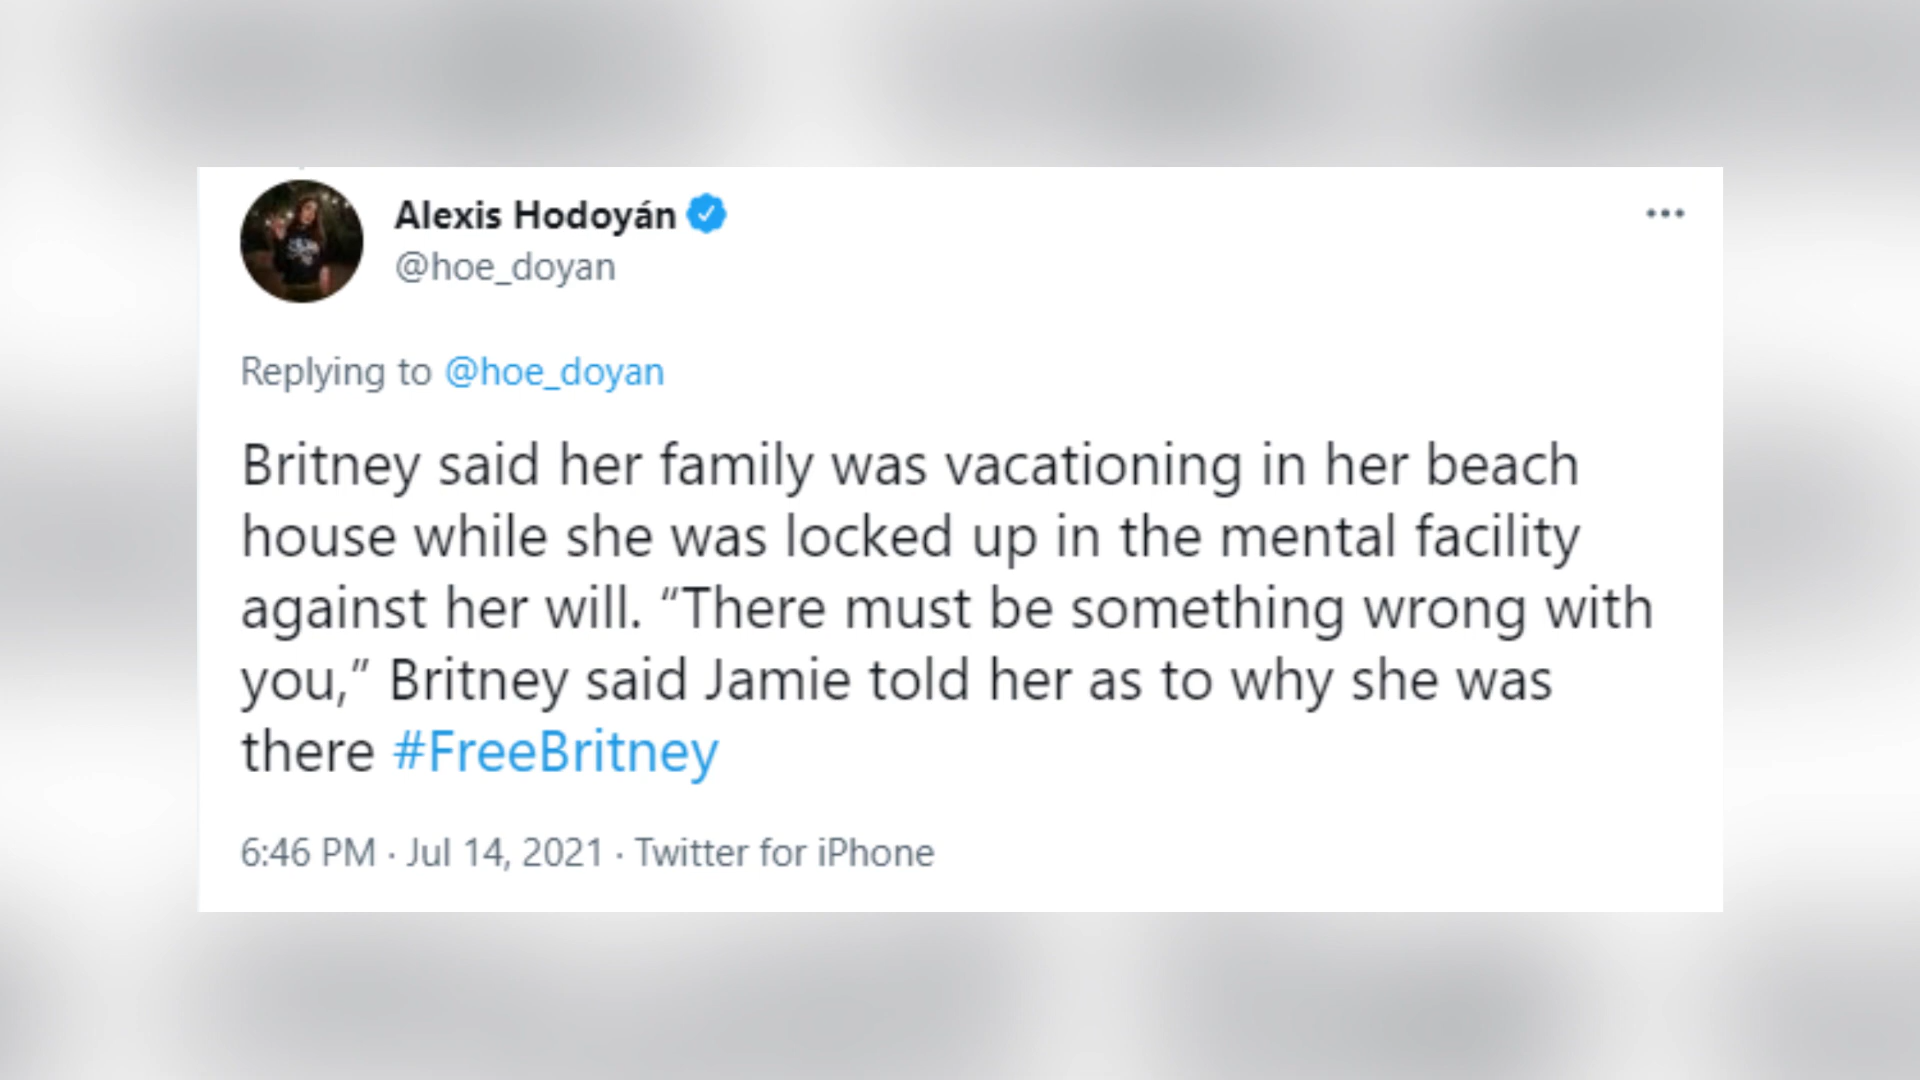 Alexis Hodoyán
@hoe_doyan
Replying to @hoe_doyan
Britney said her family was vacationing in her beach
house while she was locked up in the mental facility
against her will. “There must be something wrong with
you,” Britney said Jamie told her as to why she was
there #FreeBritney
6:46 PM · Jul 14, 2021 · Twitter for iPhone